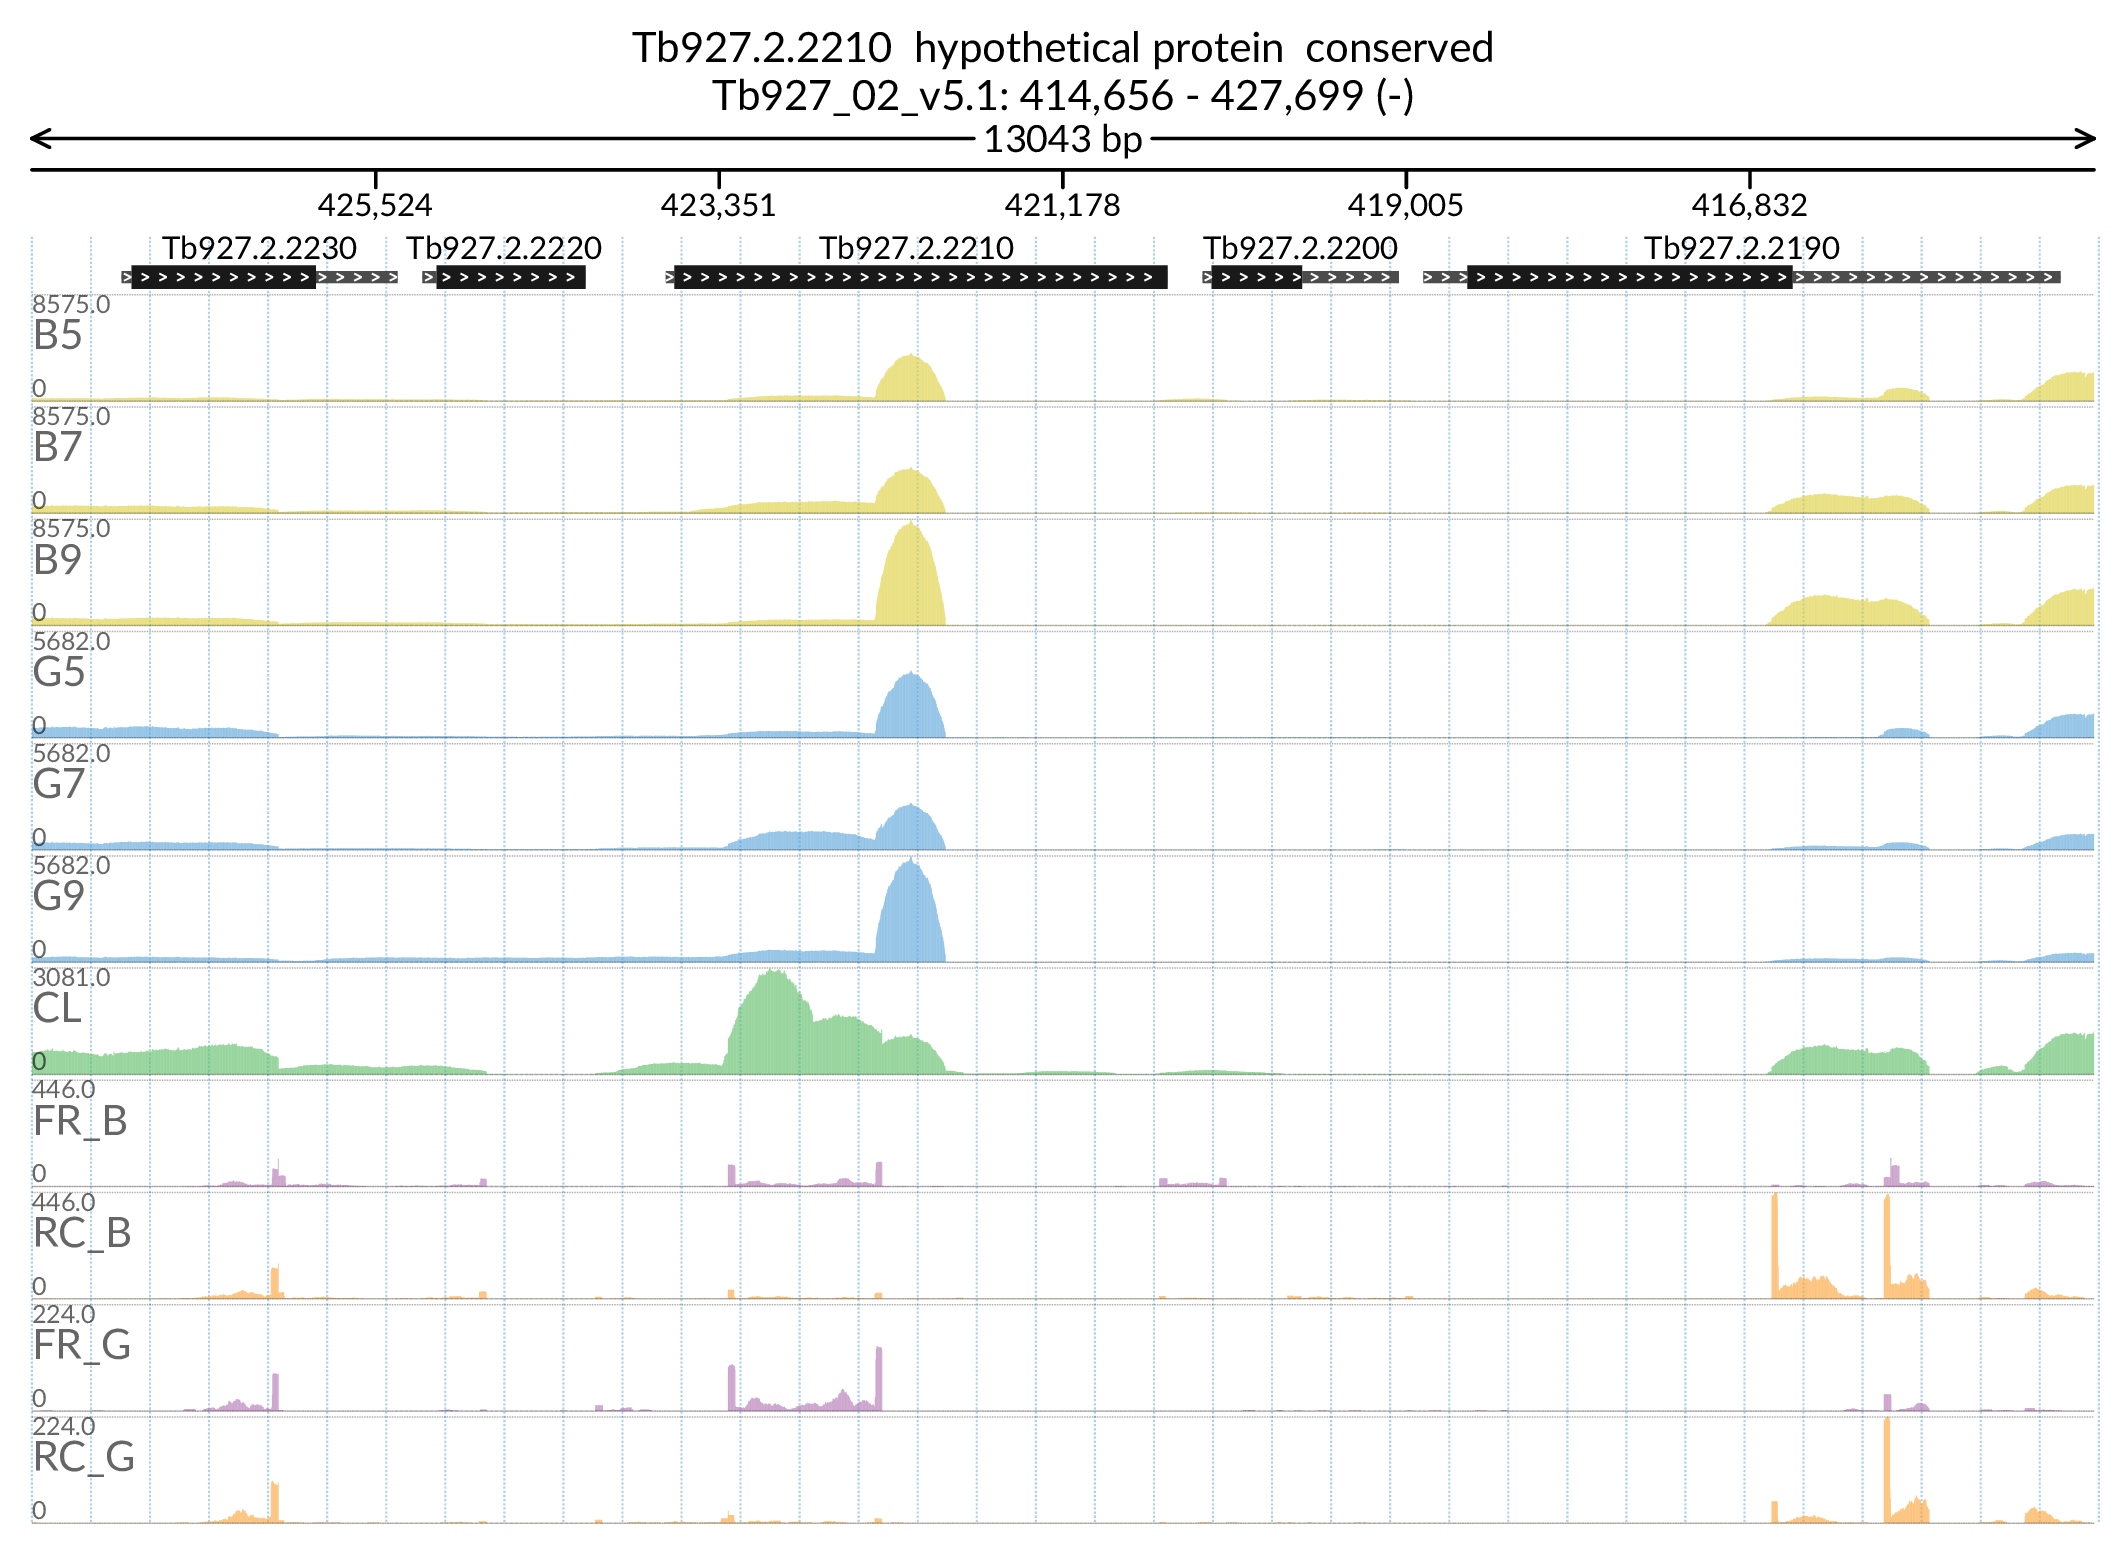 Tb927.2.2210  hypothetical protein  conserved
Tb927_02_v5.1: 414,656 - 427,699 (-)
13043 bp
425,524 423,351 421,178 419,005 416,832
Tb927.2.2230 Tb927.2.2220 Tb927.2.2210 Tb927.2.2200 Tb927.2.2190
8575.0
B5
0
8575.0
B7
0
8575.0
B9
0
5682.0
G5
0
5682.0
G7
0
5682.0
G9
0
3081.0
CL
0
446.0
FR_B
0
446.0
RC_B
0
224.0
FR_G
0
224.0
RC_G
0